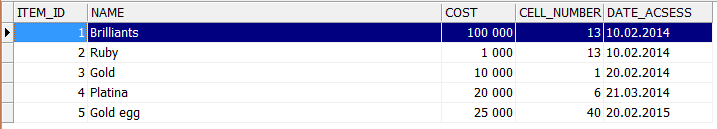 ITEM_ID NAME COST CELL_NUMBER DATE_ACSESS
1 Brilliants 100 000 13 10.02.2014
2 Ruby 1 000 13 10.02.2014
3 Gold 10 000 1 20.02.2014
4 Platina 20 000 6 21.03.2014
5 Gold egg 25 000 40 20.02.2015